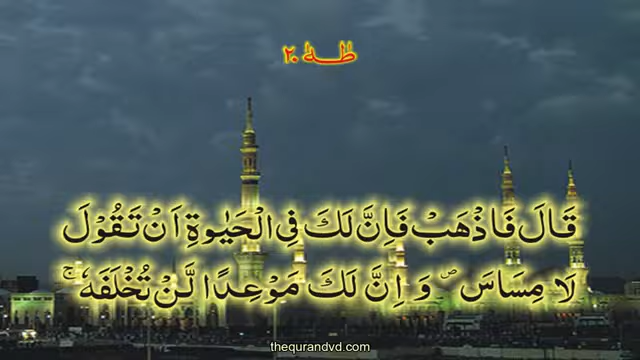 طٰهٰ ٢٠
قَالَ فَاذْهَبْ فَاِنَّ لَكَ فِی الْحَیٰوةِ اَنْ تَقُوْلَ
لَا مِسَاسَ ۪ وَ اِنَّ لَكَ مَوْعِدًا لَّنْ تُخْلَفَهٗ ۚ
thequrandvd.com